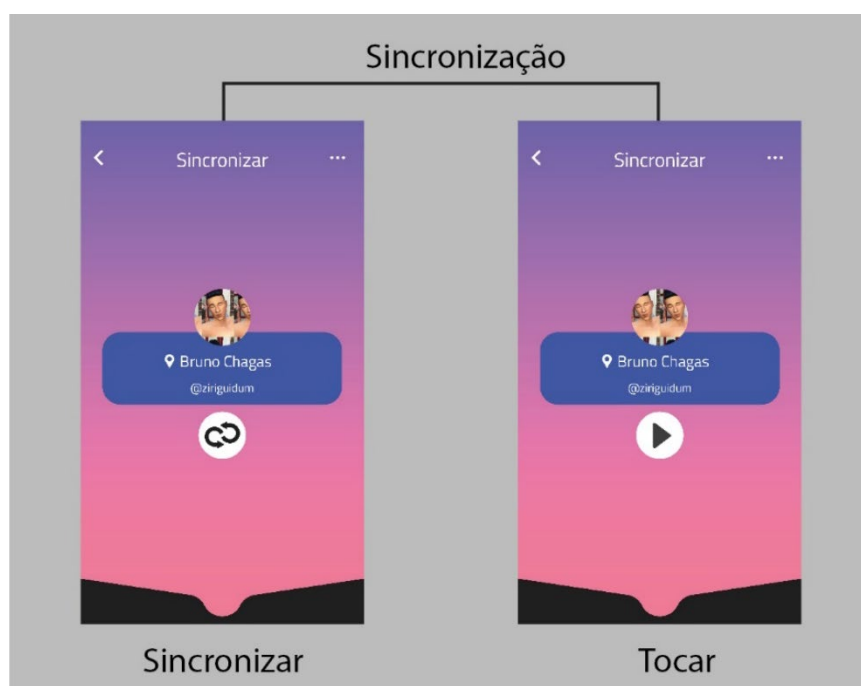 Sincronização
Sincronizar
Bruno Chagas
@ziriguidum
Sincronizar
Sincronizar
Bruno Chagas
@ziriguidum
Tocar